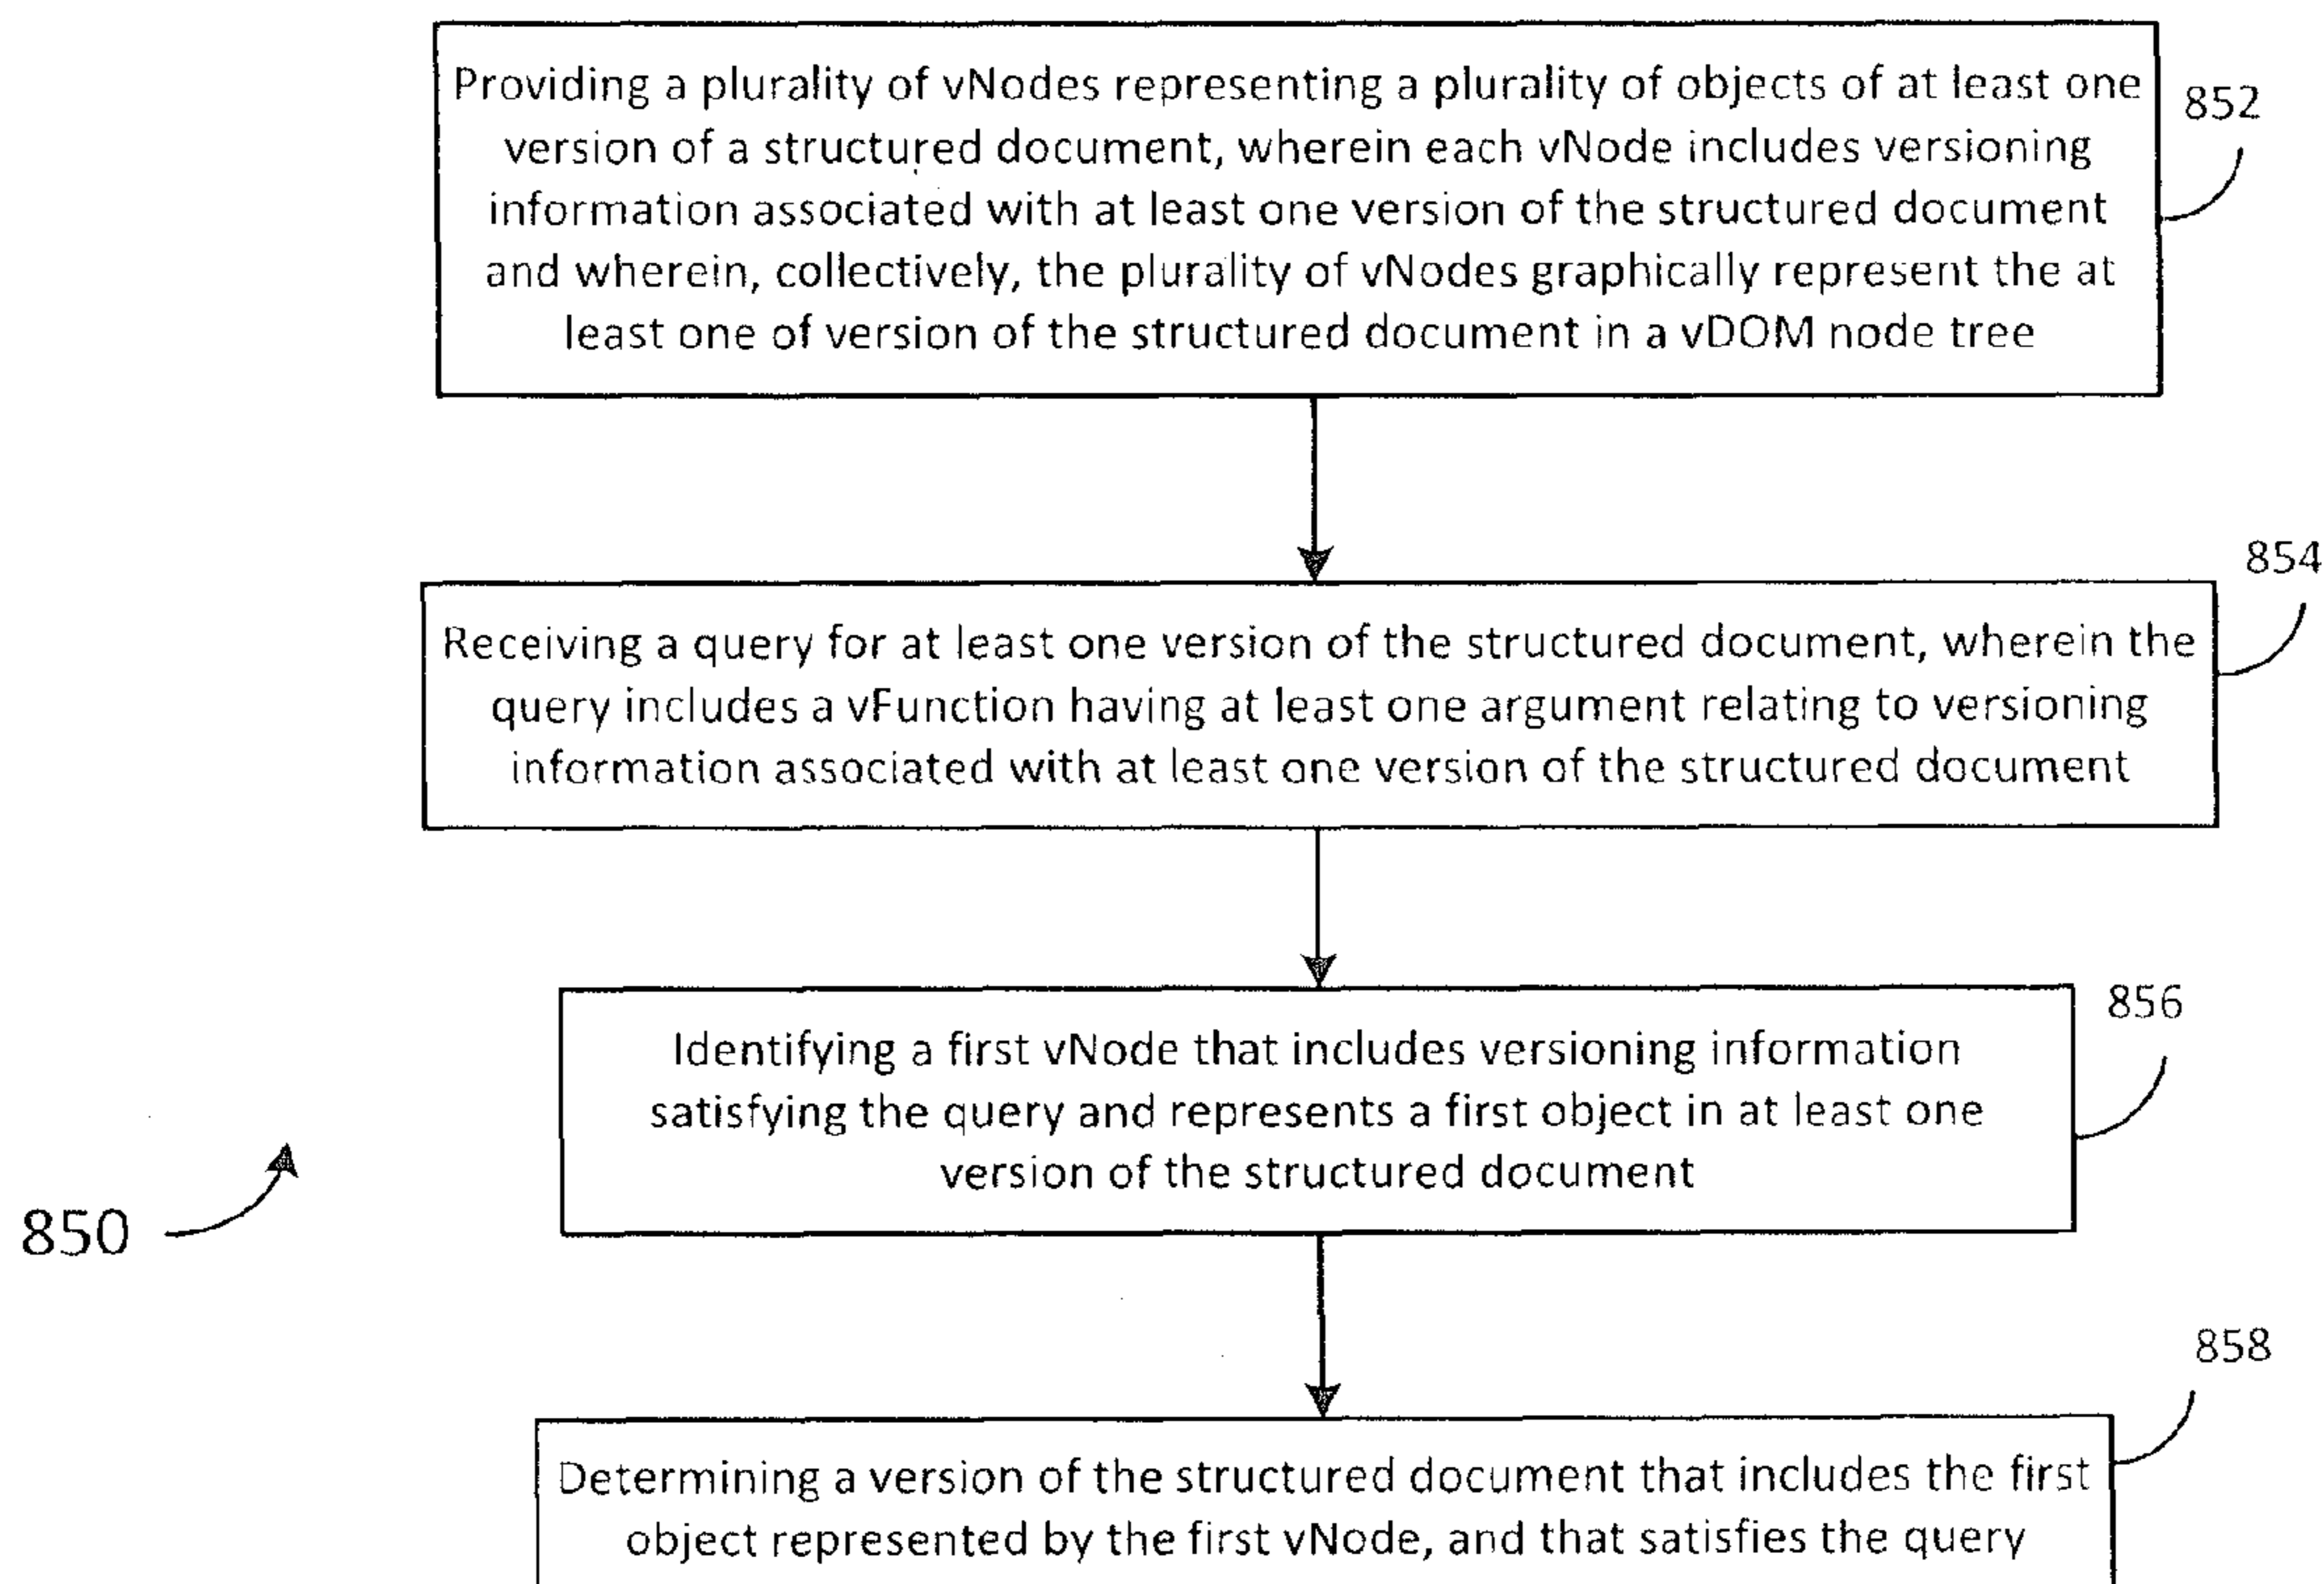 Providing a plurality of vNodes representing a plurality of objects of at least one
version of a structured document, wherein each vNode includes versioning
information associated with at least one version of the structured document
and wherein, collectively, the plurality of vNodes graphically represent the at
least one of version of the structured document in a vDOM node tree
852
854
Receiving a query for at least one version of the structured document, wherein the
query includes a vFunction having at least one argument relating to versioning
information associated with at least one version of the structured document
856
Identifying a first vNode that includes versioning information
satisfying the query and represents a first object in at least one
version of the structured document
850
858
Determining a version of the structured document that includes the first
object represented by the first vNode, and that satisfies the query